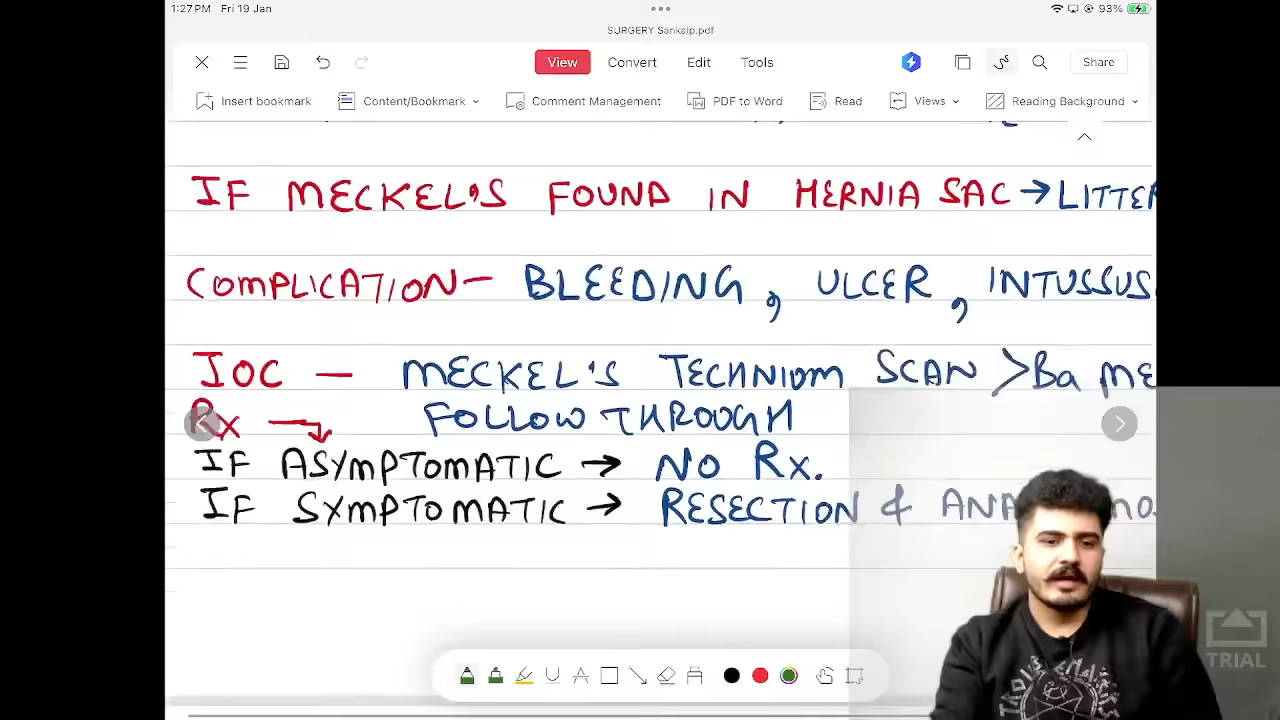 1:27 PM Fri 19 Jan
93%
SURGERY Sankalp.pdf
View Convert Edit Tools Share
Insert bookmark Content/Bookmark Comment Management PDF to Word Read Views Reading Background
IF MECKEL'S FOUND IN HERNIA SAC → LITTER
COMPLICATION - BLEEDING, ULCER, INTUSSUS
IOC - MECKEL'S TECHNIUM SCAN > Ba ME
Rx → FOLLOW THROUGH
IF ASYMPTOMATIC → NO Rx.
IF SYMPTOMATIC → RESECTION &
TRIAL